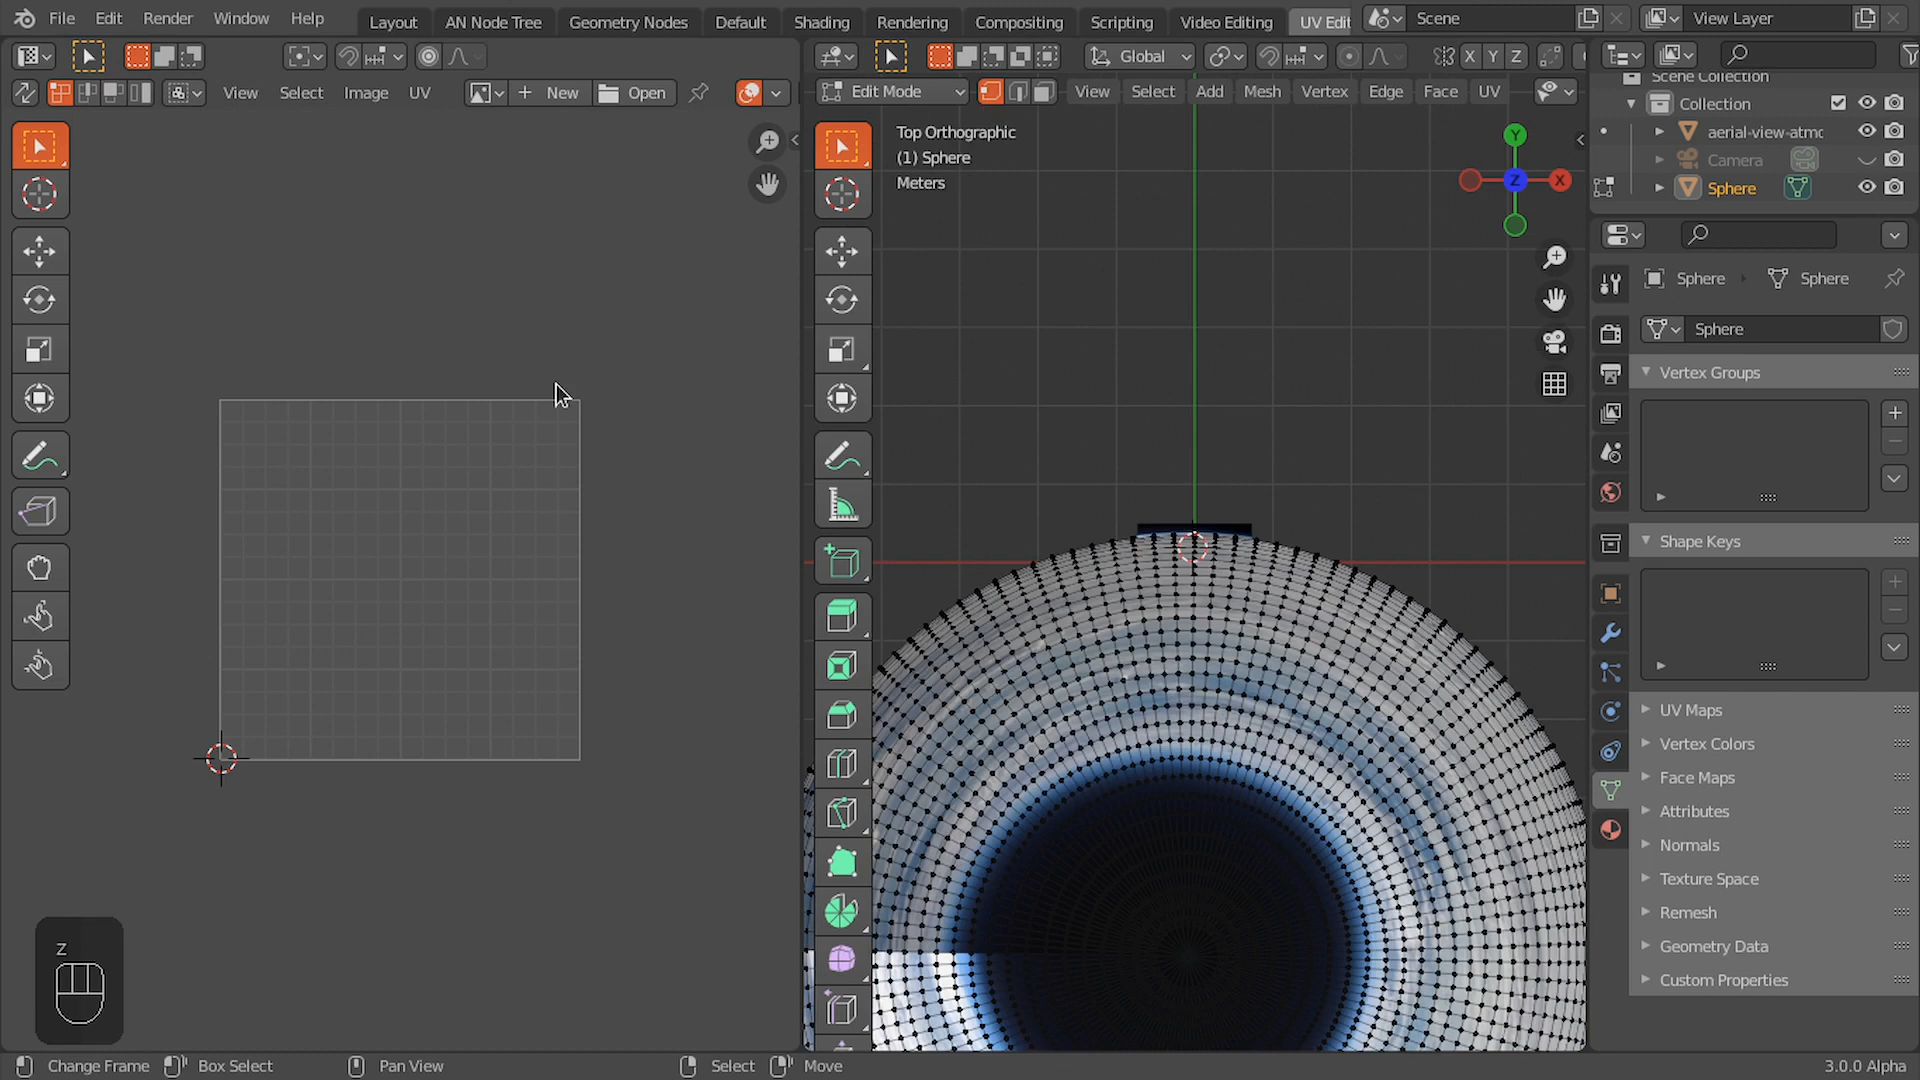 File Edit Render Window Help Layout AN Node Tree Geometry Nodes Default Shading Rendering Compositing Scripting Video Editing UV Edit Scene View Layer
Global X Y Z
View Select Image UV New Open Edit Mode View Select Add Mesh Vertex Edge Face UV
Scene Collection
Collection
aerial-view-atmo
Camera
Sphere
Top Orthographic
(1) Sphere
Meters
Y
Z
X
Sphere Sphere
Sphere
Vertex Groups
Shape Keys
UV Maps
Vertex Colors
Face Maps
Attributes
Normals
Texture Space
Remesh
Geometry Data
Custom Properties
Z
Change Frame Box Select Pan View Select Move 3.0.0 Alpha